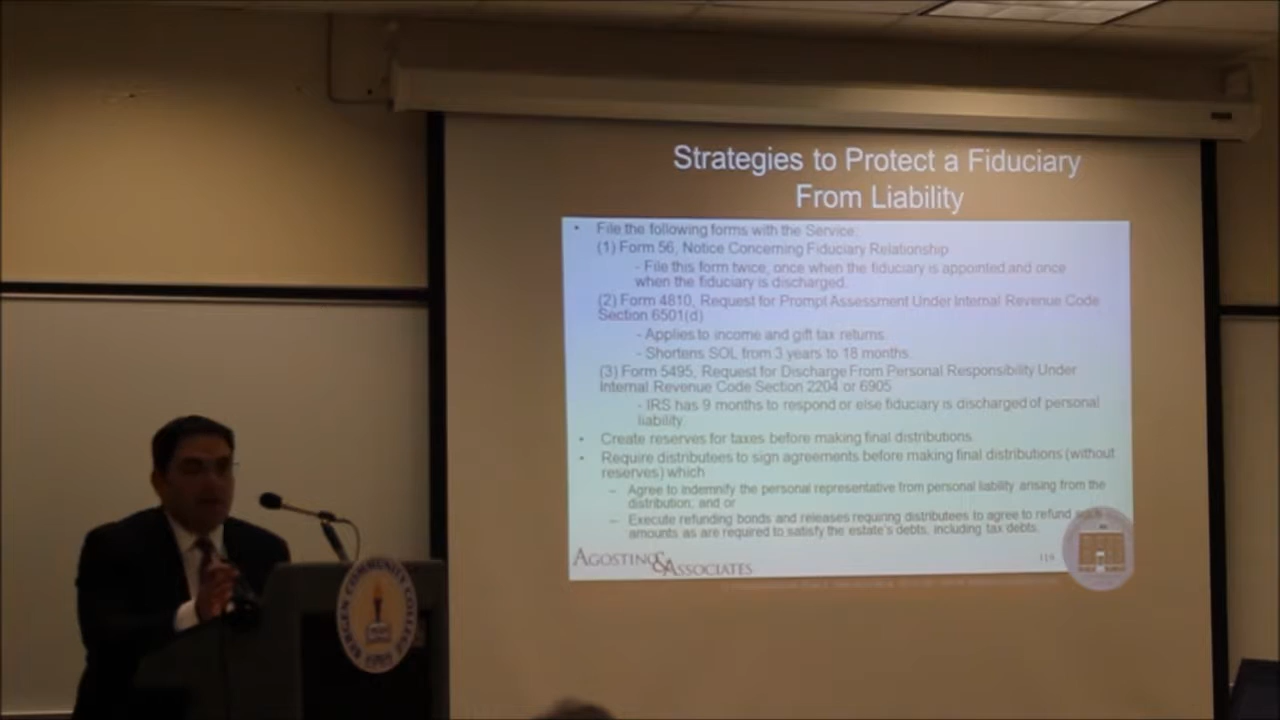 Strategies to Protect a Fiduciary
From Liability
• File the following forms with the Service:
(1) Form 56, Notice Concerning Fiduciary Relationship
- File this form twice, once when the fiduciary is appointed and once
when the fiduciary is discharged.
(2) Form 4810, Request for Prompt Assessment Under Internal Revenue Code
Section 6501(d)
- Applies to income and gift tax returns.
- Shortens SOL from 3 years to 18 months.
(3) Form 5495, Request for Discharge From Personal Responsibility Under
Internal Revenue Code Section 2204 or 6905
- IRS has 9 months to respond or else fiduciary is discharged of personal
liability.
• Create reserves for taxes before making final distributions.
• Require distributees to sign agreements before making final distributions (without
reserves) which
– Agree to indemnify the personal representative from personal liability arising from the
distribution; and or
– Execute refunding bonds and releases requiring distributees to agree to refund
amounts as are required to satisfy the estate's debts, including tax debts.
AGOSTINO & ASSOCIATES
119
BERGEN COMMUNITY COLLEGE